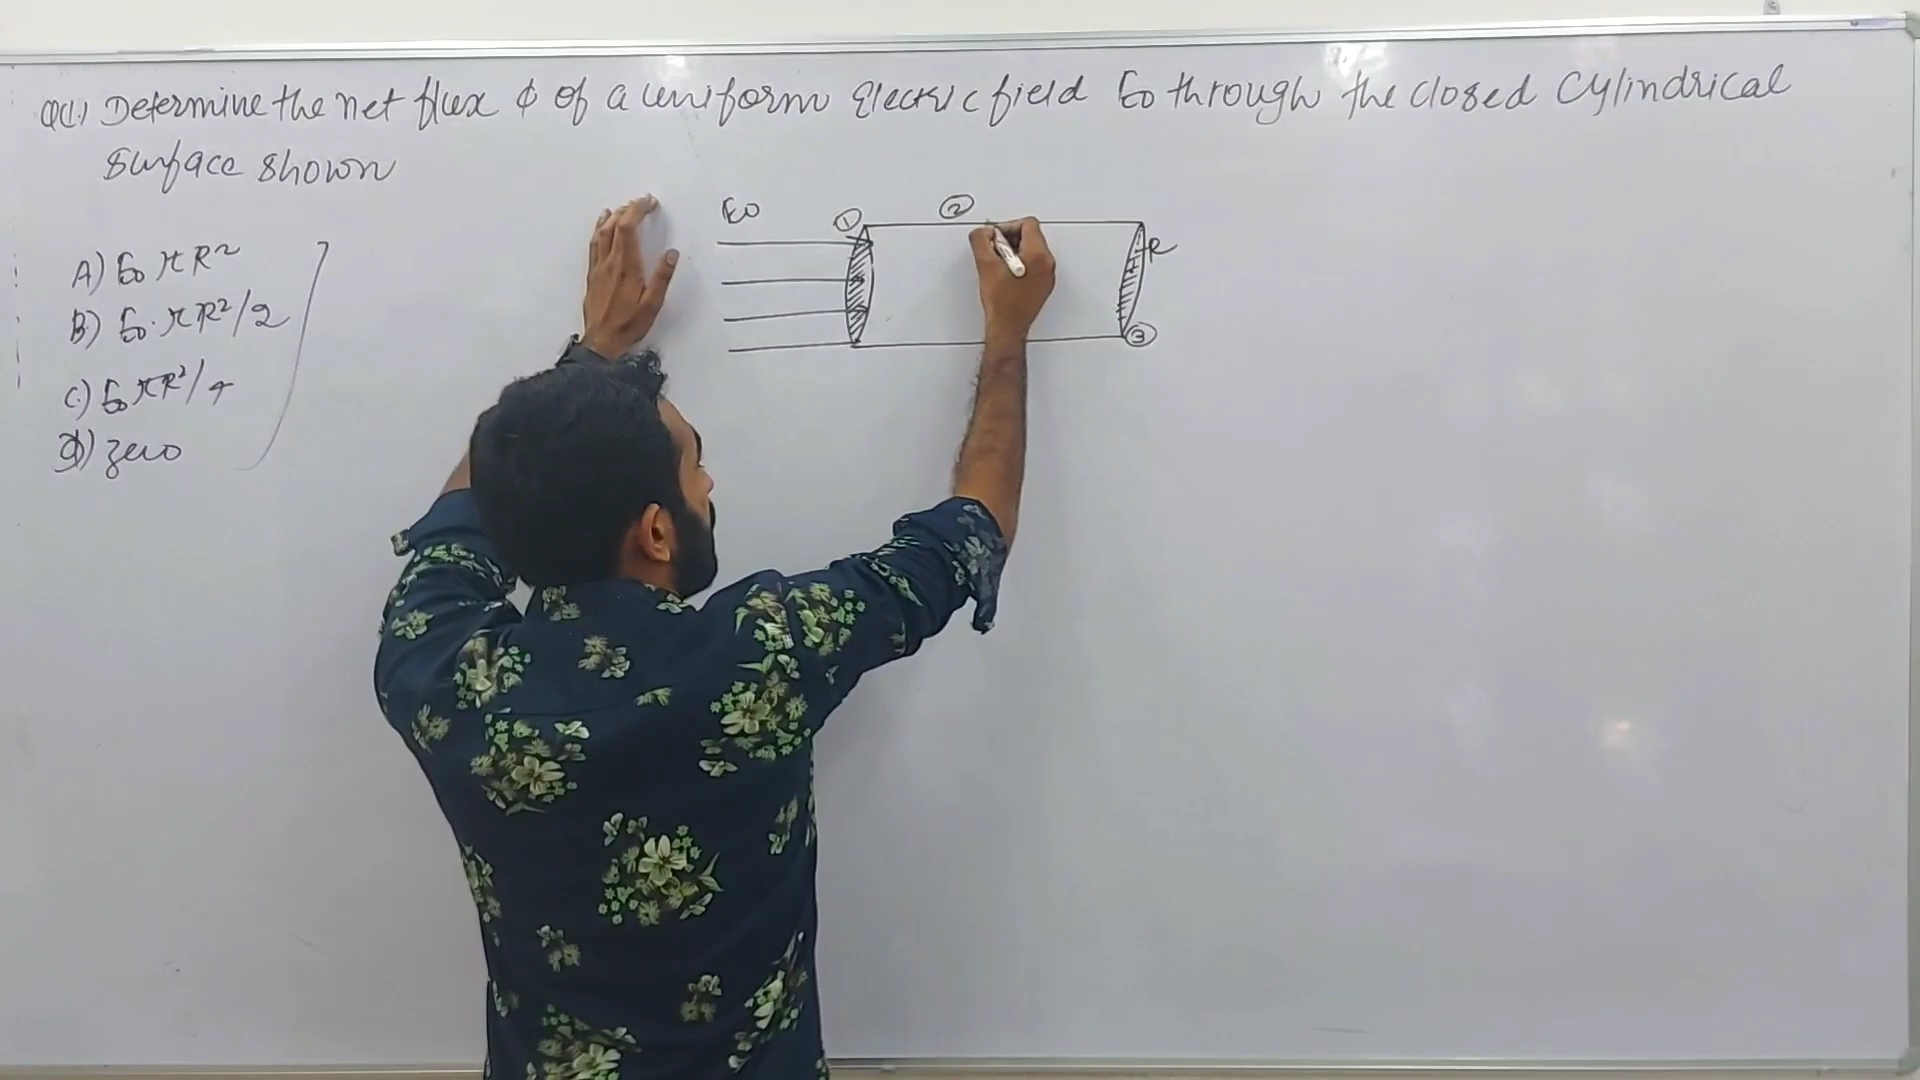 Q(1.) Determine the net flux ϕ of a uniform Electric field E0 through the closed Cylindrical
surface shown
A) E0 πR²
B) E0. πR²/2
C.) E0 πR²/4
D) zero
E0
①
②
R
③